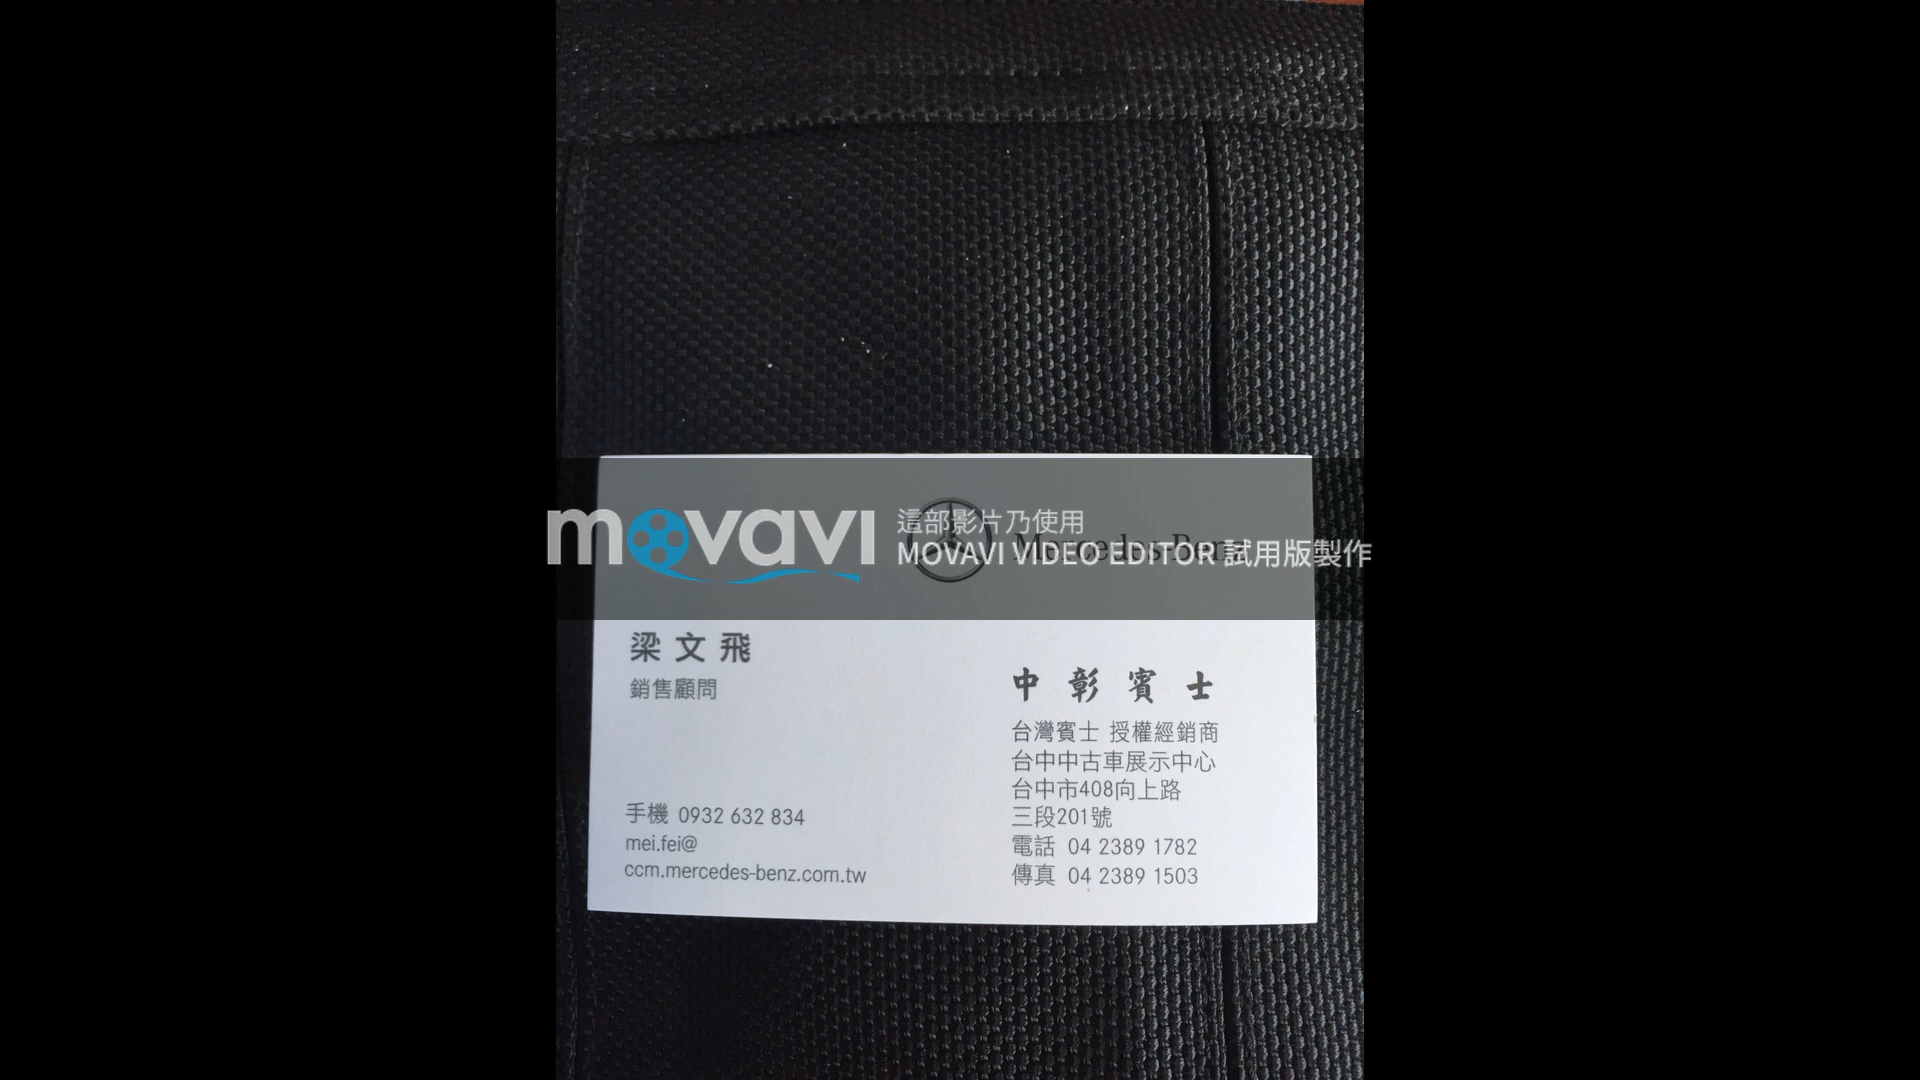 movavi
這部影片乃使用
MOVAVI VIDEO EDITOR 試用版製作
Mercedes-Benz
梁文飛
銷售顧問
手機 0932 632 834
mei.fei@
ccm.mercedes-benz.com.tw
中彰賓士
台灣賓士 授權經銷商
台中中古車展示中心
台中市408向上路
三段201號
電話 04 2389 1782
傳真 04 2389 1503